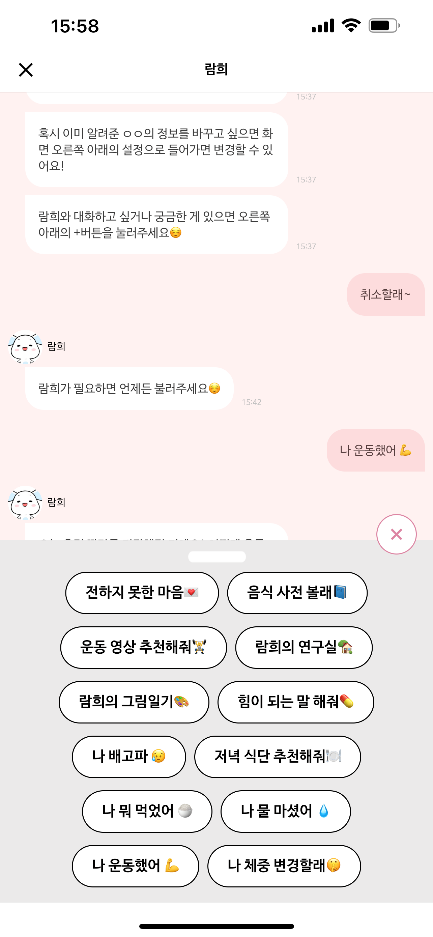 15:58
람희
15:37
혹시 이미 알려준 ㅇㅇ의 정보를 바꾸고 싶으면 화
면 오른쪽 아래의 설정으로 들어가면 변경할 수 있
어요!
15:37
람희와 대화하고 싶거나 궁금한 게 있으면 오른쪽
아래의 +버튼을 눌러주세요😌
15:37
취소할래~
람희
람희가 필요하면 언제든 불러주세요😌
15:42
나 운동했어 💪
람희
전하지 못한 마음💌 음식 사전 볼래📘
운동 영상 추천해줘🏋️ 람희의 연구실🏡
람희의 그림일기🎨 힘이 되는 말 해줘💊
나 배고파 😥 저녁 식단 추천해줘🍽️
나 뭐 먹었어 🍚 나 물 마셨어 💧
나 운동했어 💪 나 체중 변경할래🤭